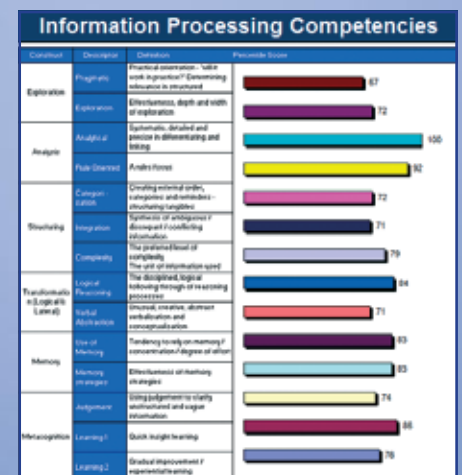 Information Processing Competencies
Construct Descriptor Definition Percentile Score
Exploration
Pragmatic
Practical orientation - "will it
work in practice?" Determining
relevance in structured
67
Exploration
Effectiveness, depth and width
of exploration
72
Analysis
Analytical
Systematic, detailed and
precise in differentiating and
linking
100
Rule Oriented
A rules focus
92
Structuring
Categori -
sation
Creating external order,
categories and reminders -
structuring tangibles
72
Integration
Synthesis of ambiguous /
discrepant / conflicting
information
71
Complexity
The preferred level of
complexity
The unit of information used
79
Transformatio
n (Logical &
Lateral)
Logical
Reasoning
The disciplined, logical
following through of reasoning
processes
84
Verbal
Abstraction
Unusual, creative, abstract
verbalisation and
conceptualisation
71
Memory
Use of
Memory
Tendency to rely on memory /
concentration / degree of effort
83
Memory
strategies
Effectiveness of memory
strategies
83
Metacognition
Judgement
Using judgement to clarify
unstructured and vague
information
74
Learning 1
Quick insight learning
86
Learning 2
Gradual improvement /
experiential learning
76